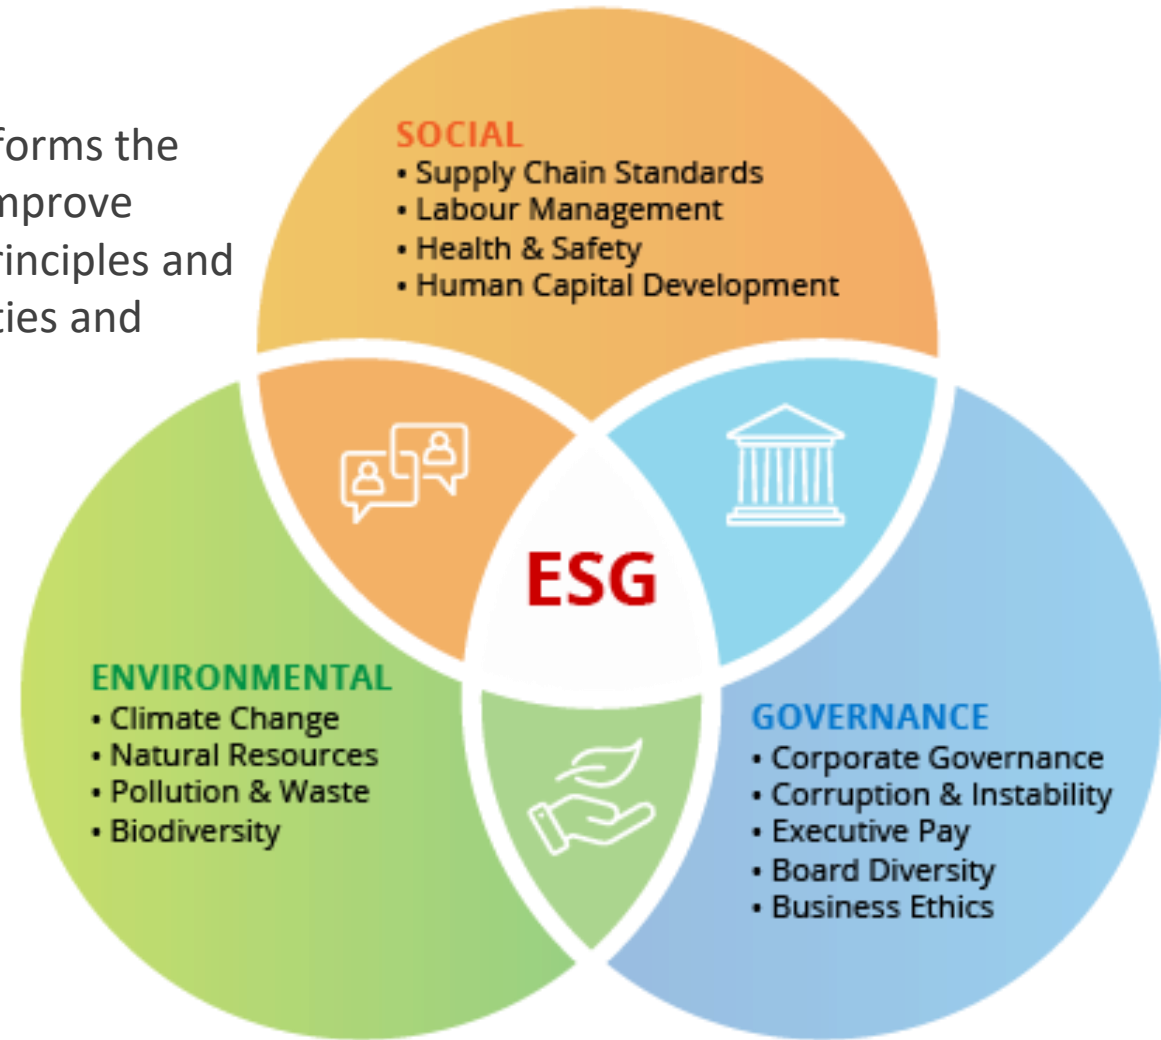 forms the
mprove
rinciples and
ties and
SOCIAL
• Supply Chain Standards
• Labour Management
• Health & Safety
• Human Capital Development
ESG
ENVIRONMENTAL
• Climate Change
• Natural Resources
• Pollution & Waste
• Biodiversity
GOVERNANCE
• Corporate Governance
• Corruption & Instability
• Executive Pay
• Board Diversity
• Business Ethics